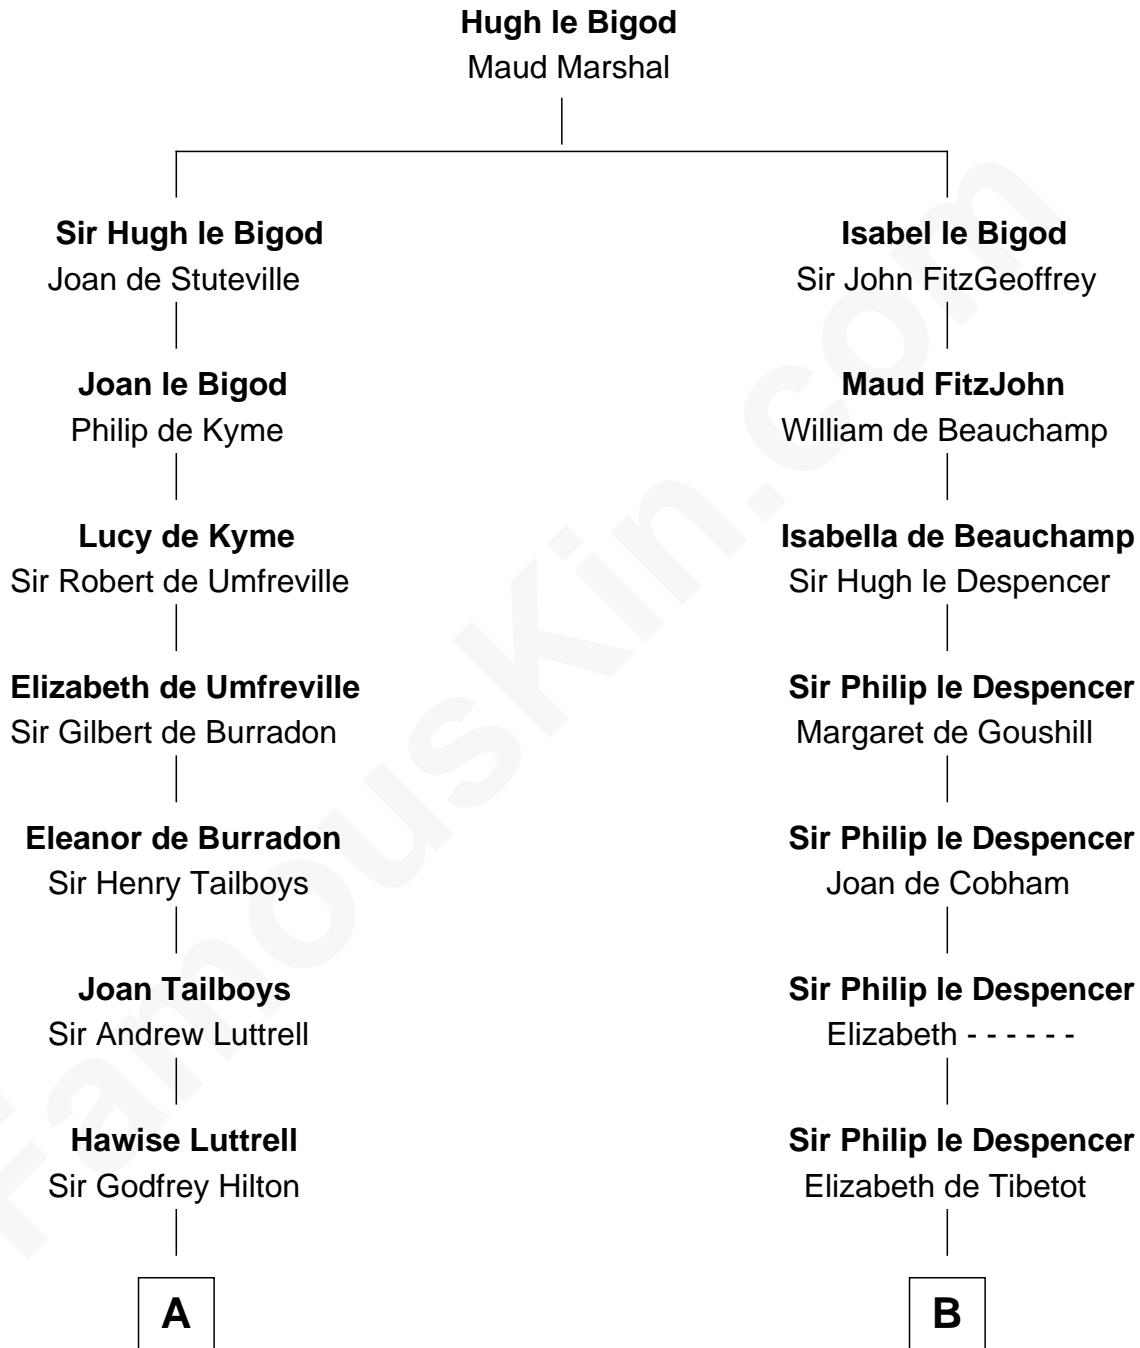 Hugh le Bigod
Maud Marshal
Sir Hugh le Bigod
Joan de Stuteville
Joan le Bigod
Philip de Kyme
Lucy de Kyme
Sir Robert de Umfreville
Elizabeth de Umfreville
Sir Gilbert de Burradon
Eleanor de Burradon
Sir Henry Tailboys
Joan Tailboys
Sir Andrew Luttrell
Hawise Luttrell
Sir Godfrey Hilton
A
Isabel le Bigod
Sir John FitzGeoffrey
Maud FitzJohn
William de Beauchamp
Isabella de Beauchamp
Sir Hugh le Despencer
Sir Philip le Despencer
Margaret de Goushill
Sir Philip le Despencer
Joan de Cobham
Sir Philip le Despencer
Elizabeth - - - - - -
Sir Philip le Despencer
Elizabeth de Tibetot
B
FamousKin.com